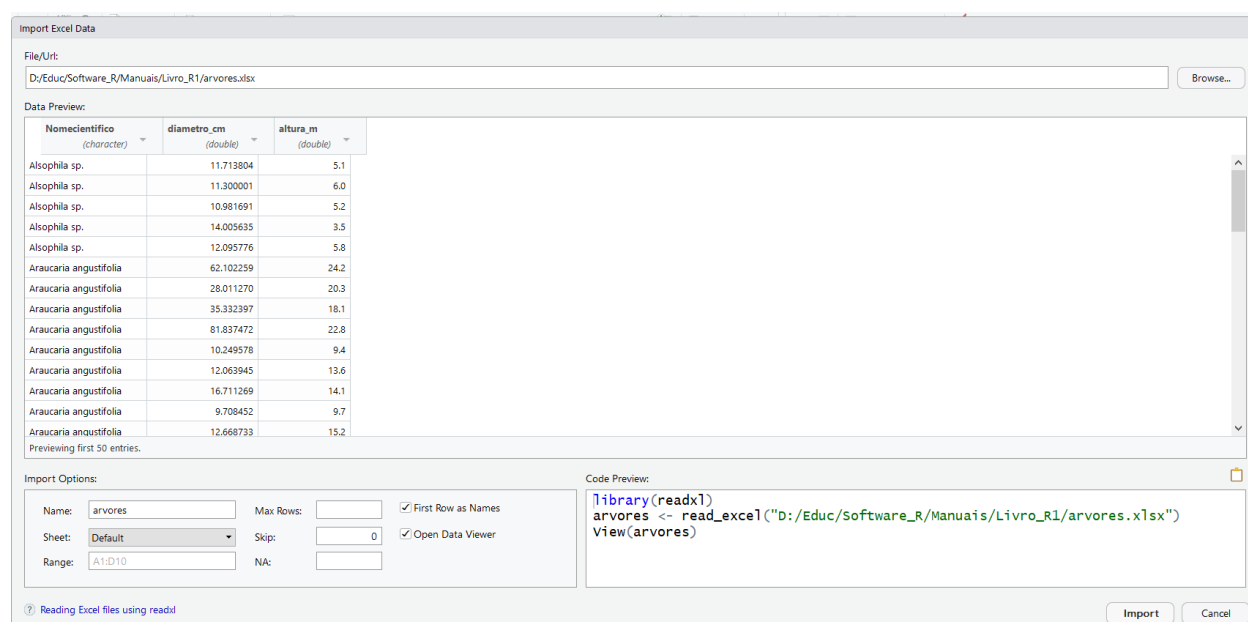 Import Excel Data
File/Url:
D:/Educ/Software_R/Manuais/Livro_R1/arvores.xlsx
Browse...
Data Preview:
Nomecientifico diametro_cm altura_m
(character) (double) (double)
Alsophila sp. 11.713804 5.1
Alsophila sp. 11.300001 6.0
Alsophila sp. 10.981691 5.2
Alsophila sp. 14.005635 3.5
Alsophila sp. 12.095776 5.8
Araucaria angustifolia 62.102259 24.2
Araucaria angustifolia 28.011270 20.3
Araucaria angustifolia 35.332397 18.1
Araucaria angustifolia 81.837472 22.8
Araucaria angustifolia 10.249578 9.4
Araucaria angustifolia 12.063945 13.6
Araucaria angustifolia 16.711269 14.1
Araucaria angustifolia 9.708452 9.7
Araucaria angustifolia 12.668733 15.2
Previewing first 50 entries.
Import Options:
Name: arvores Max Rows: First Row as Names
Sheet: Default Skip: 0 Open Data Viewer
Range: A1:D10 NA:
Code Preview:
library(readxl)
arvores <- read_excel("D:/Educ/Software_R/Manuais/Livro_R1/arvores.xlsx")
View(arvores)
? Reading Excel files using readxl
Import Cancel